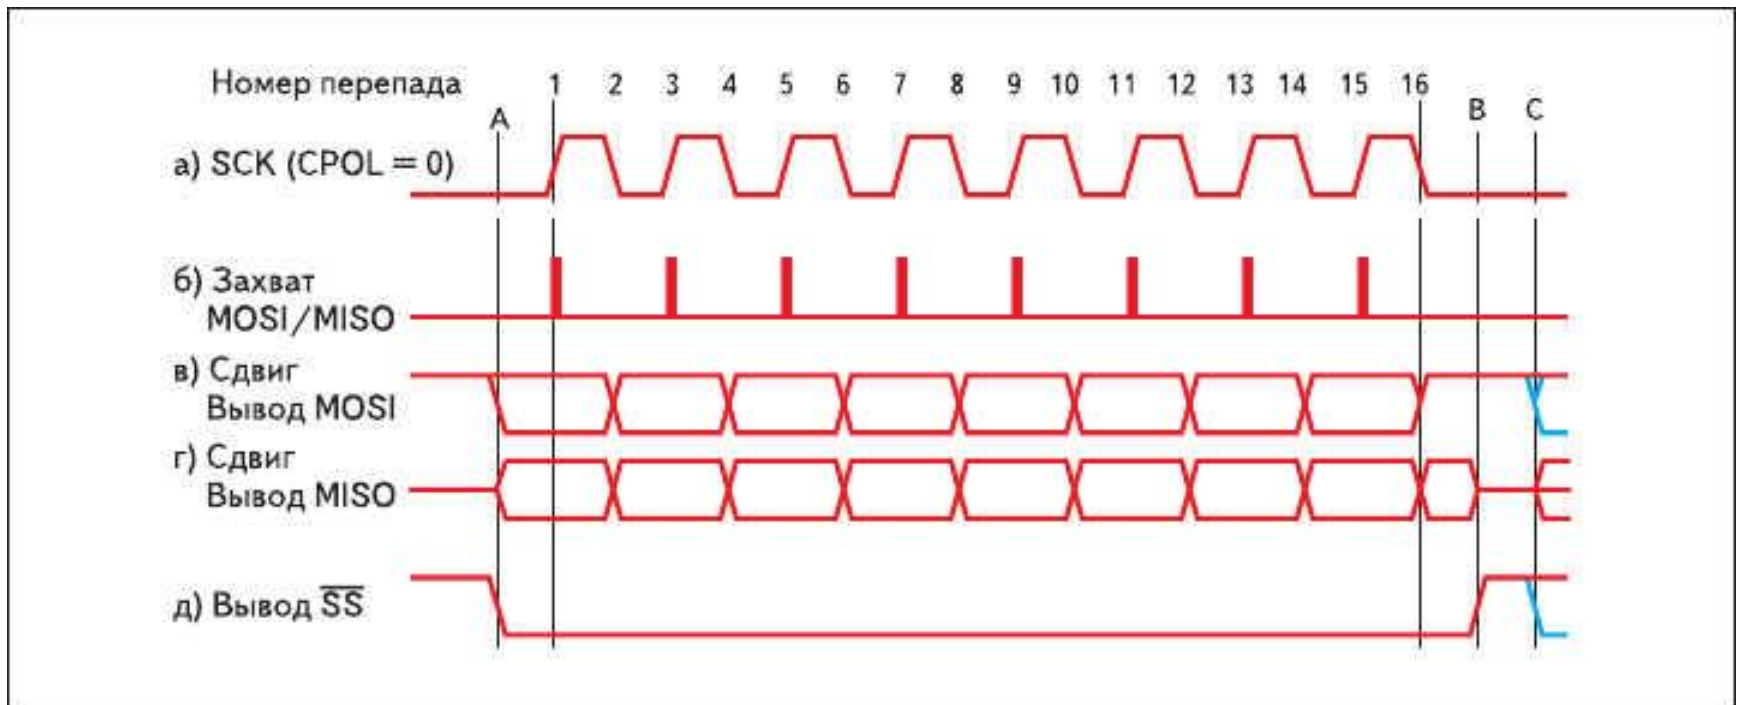 Номер перепада 1 2 3 4 5 6 7 8 9 10 11 12 13 14 15 16
A B C
а) SCK (CPOL = 0)
б) Захват
MOSI/MISO
в) Сдвиг
Вывод MOSI
г) Сдвиг
Вывод MISO
д) Вывод S̅S̅